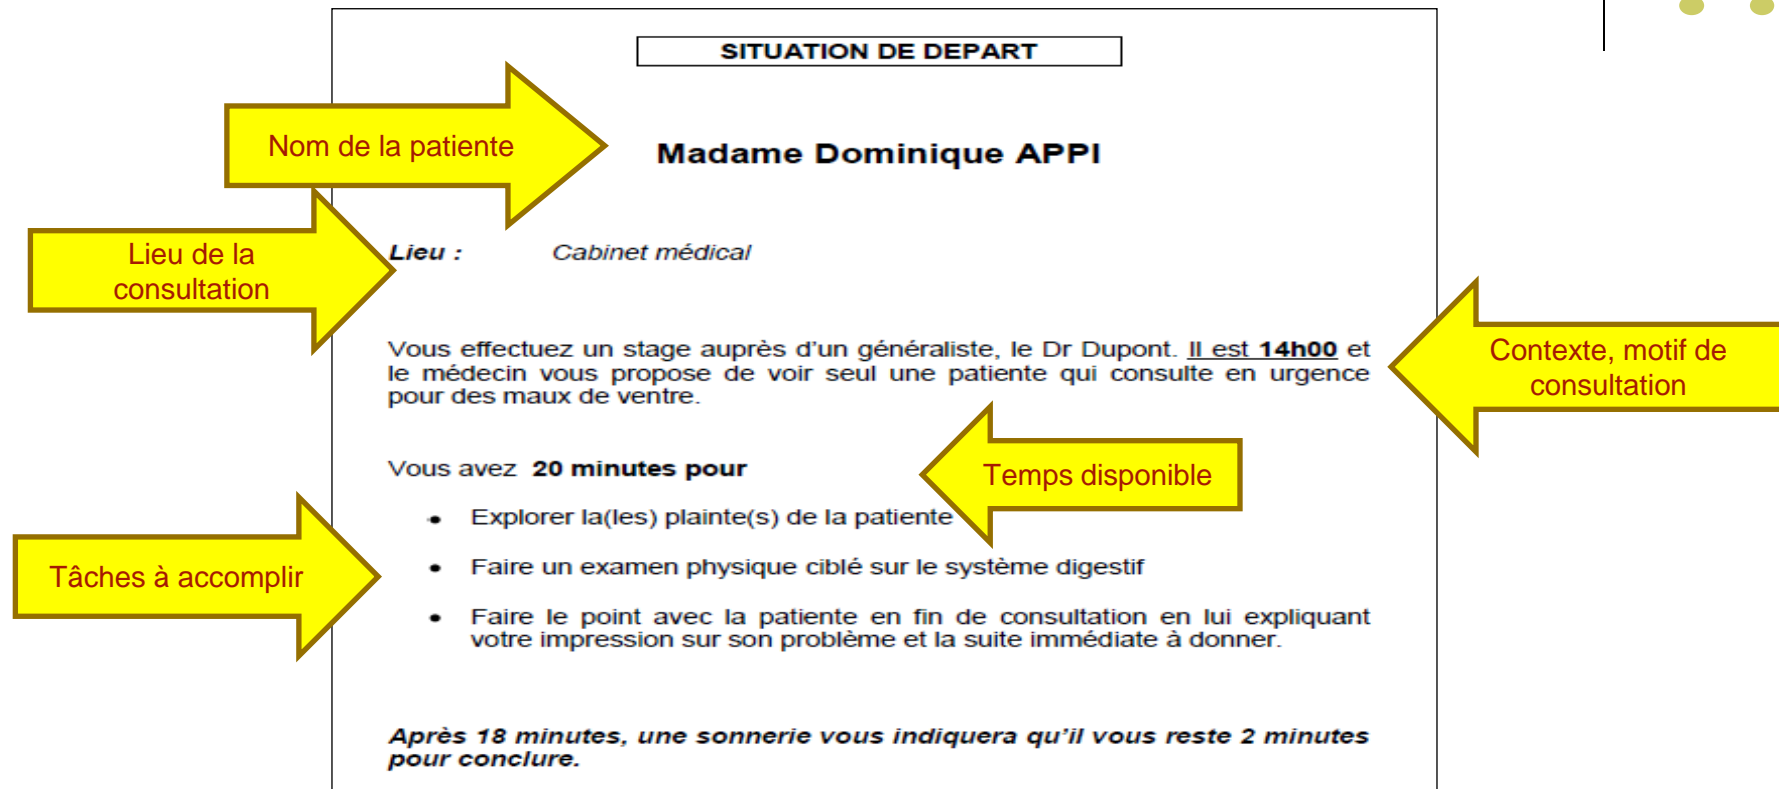 SITUATION DE DEPART
Nom de la patiente
Madame Dominique APPI
Lieu de la
consultation
Lieu : Cabinet médical
Vous effectuez un stage auprès d'un généraliste, le Dr Dupont. Il est 14h00 et
le médecin vous propose de voir seul une patiente qui consulte en urgence
pour des maux de ventre.
Contexte, motif de
consultation
Vous avez 20 minutes pour
Temps disponible
• Explorer la(les) plainte(s) de la patiente
Tâches à accomplir
• Faire un examen physique ciblé sur le système digestif
• Faire le point avec la patiente en fin de consultation en lui expliquant
votre impression sur son problème et la suite immédiate à donner.
Après 18 minutes, une sonnerie vous indiquera qu'il vous reste 2 minutes
pour conclure.